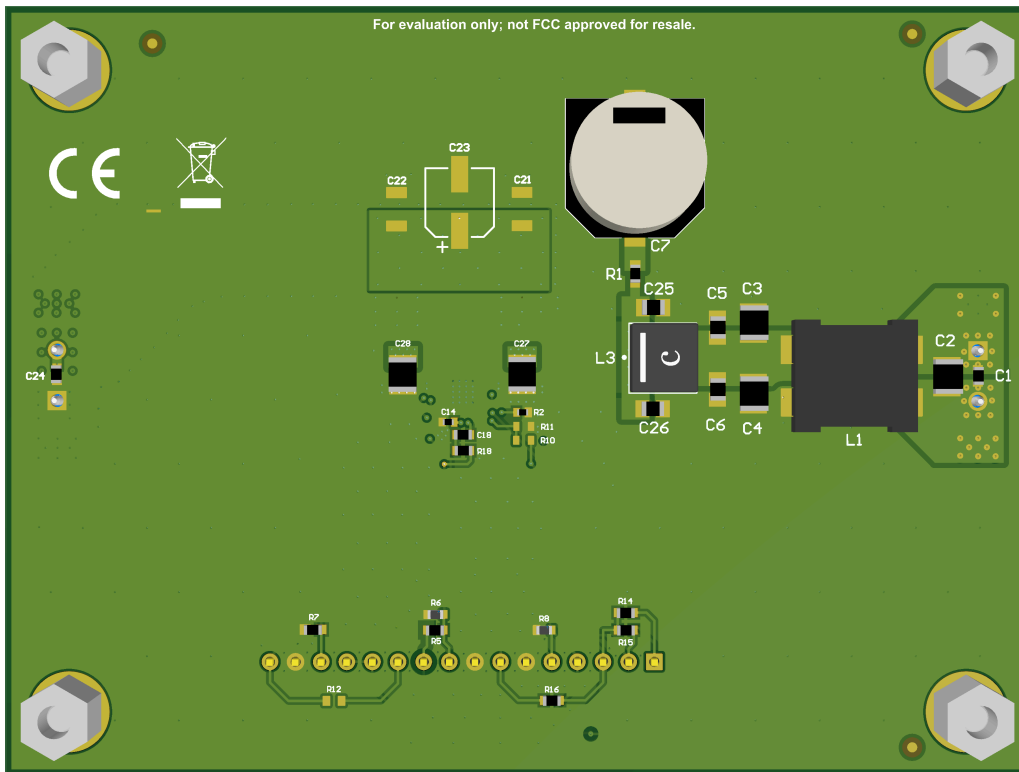 For evaluation only; not FCC approved for resale.
CE
C23
C22
C21
+
C7
R1
C25
C5
C3
L3
C
C2
C1
C28
C27
C24
C26
C6
C4
L1
C14
R2
R11
C18
R10
R18
R7
R6
R5
R8
R14
R15
R12
R16